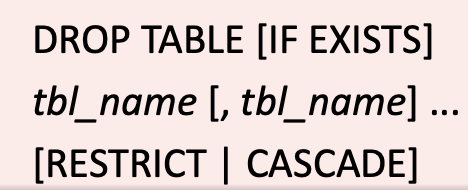 DROP TABLE [IF EXISTS]
tbl_name [, tbl_name] ...
[RESTRICT | CASCADE]